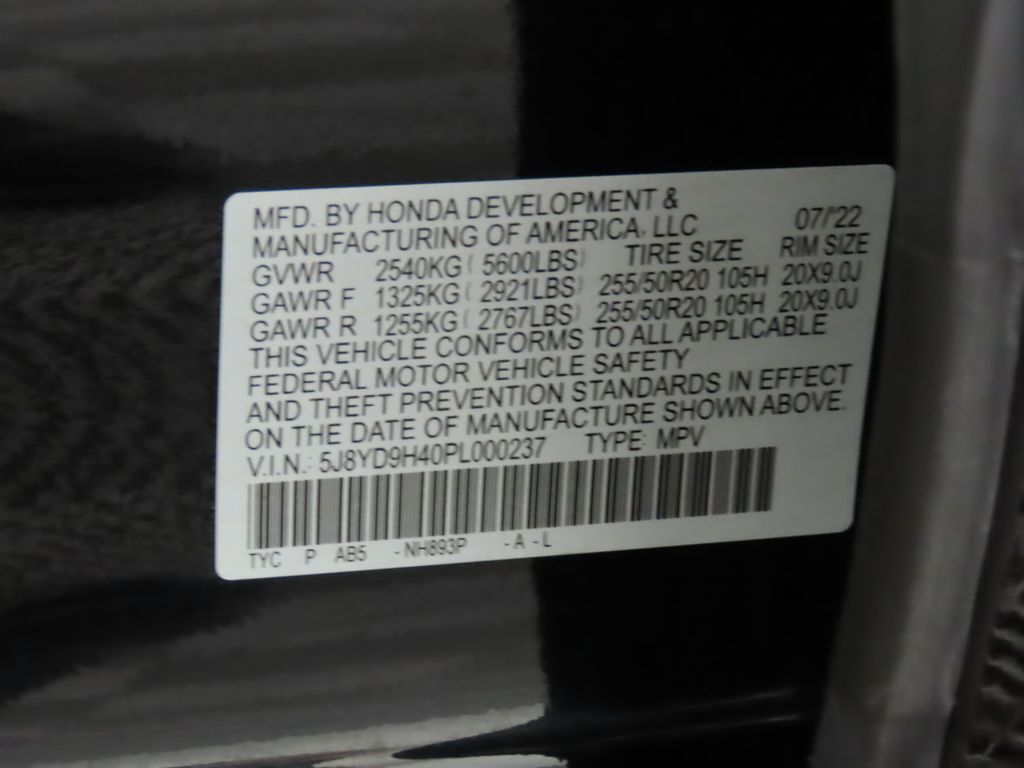 MFD. BY HONDA DEVELOPMENT &
MANUFACTURING OF AMERICA, LLC 07/'22
GVWR 2540KG ( 5600LBS) TIRE SIZE RIM SIZE
GAWR F 1325KG ( 2921LBS) 255/50R20 105H 20X9.0J
GAWR R 1255KG ( 2767LBS) 255/50R20 105H 20X9.0J
THIS VEHICLE CONFORMS TO ALL APPLICABLE
FEDERAL MOTOR VEHICLE SAFETY
AND THEFT PREVENTION STANDARDS IN EFFECT
ON THE DATE OF MANUFACTURE SHOWN ABOVE.
V.I.N.: 5J8YD9H40PL000237 TYPE: MPV
TYC P AB5 -NH893P -A -L